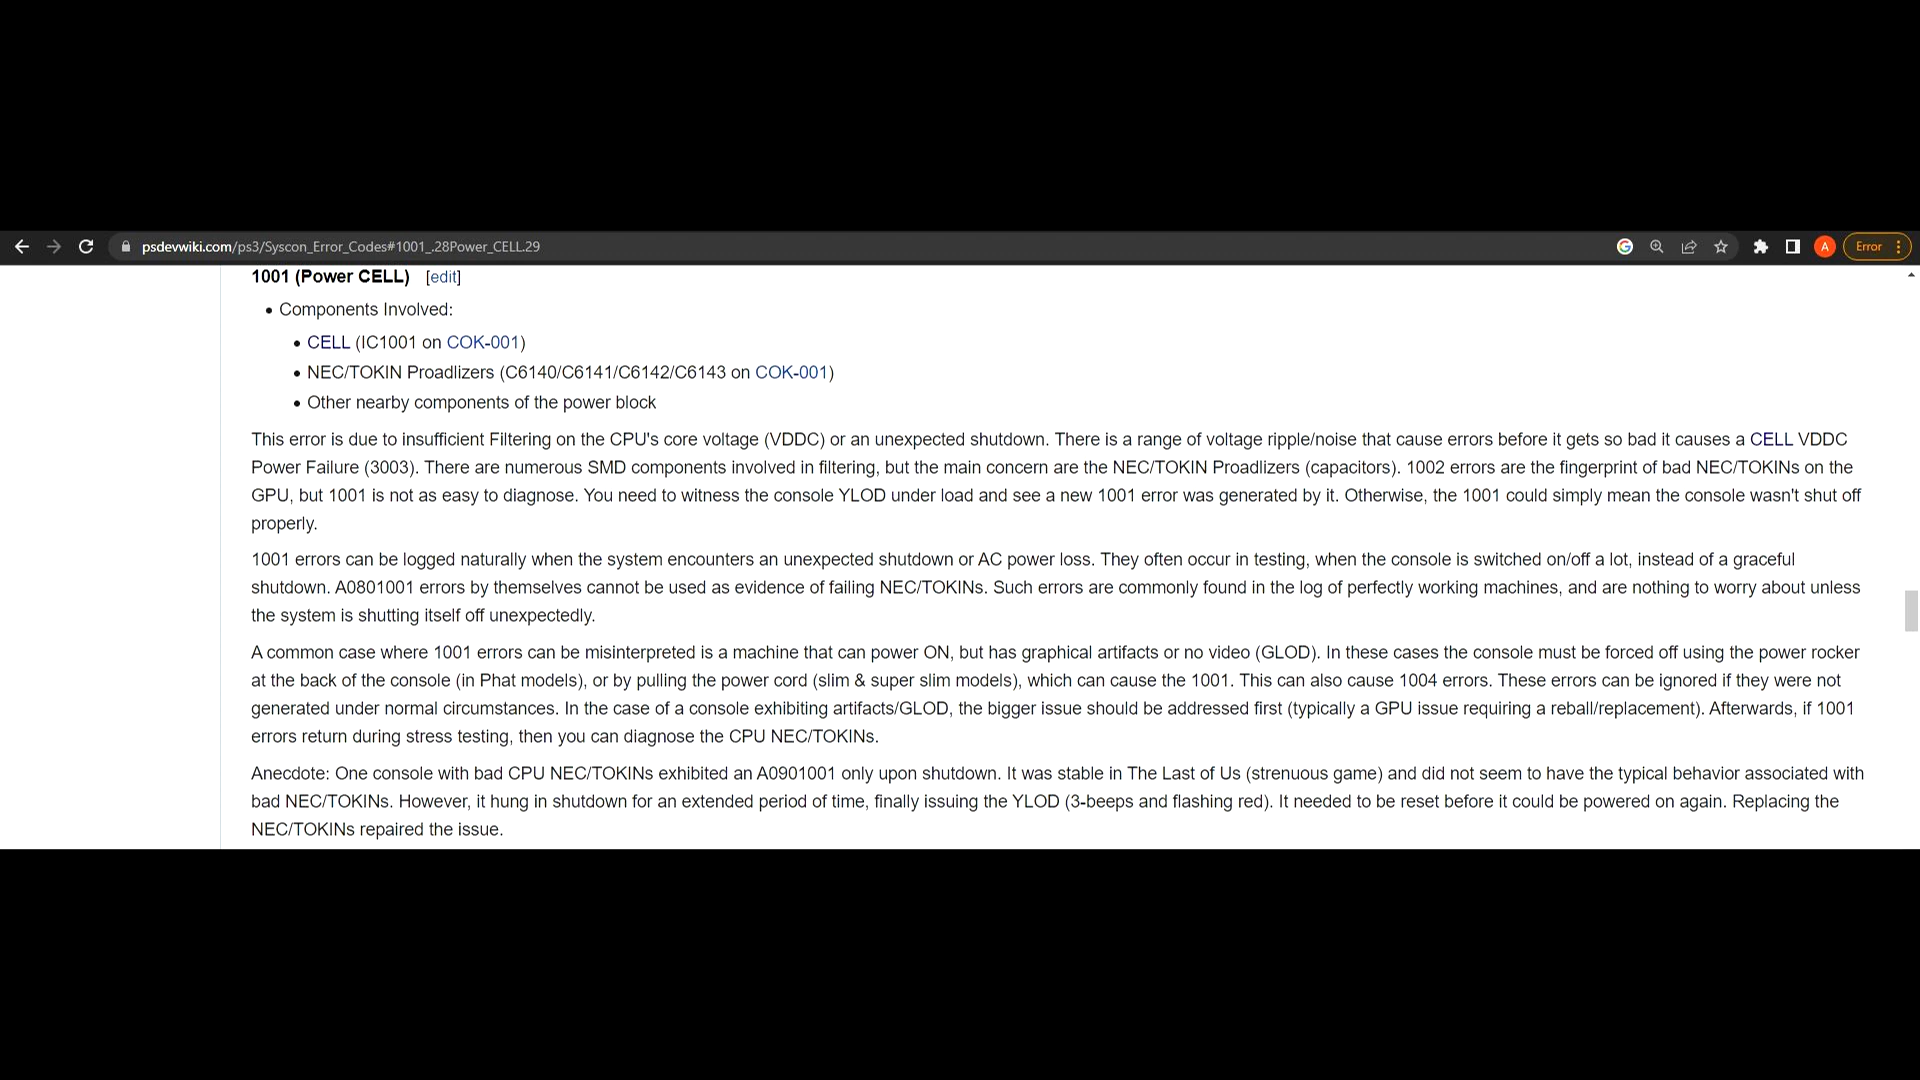 psdevwiki.com/ps3/Syscon_Error_Codes#1001_.28Power_CELL.29
A
Error
1001 (Power CELL) [edit]
Components Involved:
CELL (IC1001 on COK-001)
NEC/TOKIN Proadlizers (C6140/C6141/C6142/C6143 on COK-001)
Other nearby components of the power block
This error is due to insufficient Filtering on the CPU's core voltage (VDDC) or an unexpected shutdown. There is a range of voltage ripple/noise that cause errors before it gets so bad it causes a CELL VDDC
Power Failure (3003). There are numerous SMD components involved in filtering, but the main concern are the NEC/TOKIN Proadlizers (capacitors). 1002 errors are the fingerprint of bad NEC/TOKINs on the
GPU, but 1001 is not as easy to diagnose. You need to witness the console YLOD under load and see a new 1001 error was generated by it. Otherwise, the 1001 could simply mean the console wasn't shut off
properly.
1001 errors can be logged naturally when the system encounters an unexpected shutdown or AC power loss. They often occur in testing, when the console is switched on/off a lot, instead of a graceful
shutdown. A0801001 errors by themselves cannot be used as evidence of failing NEC/TOKINs. Such errors are commonly found in the log of perfectly working machines, and are nothing to worry about unless
the system is shutting itself off unexpectedly.
A common case where 1001 errors can be misinterpreted is a machine that can power ON, but has graphical artifacts or no video (GLOD). In these cases the console must be forced off using the power rocker
at the back of the console (in Phat models), or by pulling the power cord (slim & super slim models), which can cause the 1001. This can also cause 1004 errors. These errors can be ignored if they were not
generated under normal circumstances. In the case of a console exhibiting artifacts/GLOD, the bigger issue should be addressed first (typically a GPU issue requiring a reball/replacement). Afterwards, if 1001
errors return during stress testing, then you can diagnose the CPU NEC/TOKINs.
Anecdote: One console with bad CPU NEC/TOKINs exhibited an A0901001 only upon shutdown. It was stable in The Last of Us (strenuous game) and did not seem to have the typical behavior associated with
bad NEC/TOKINs. However, it hung in shutdown for an extended period of time, finally issuing the YLOD (3-beeps and flashing red). It needed to be reset before it could be powered on again. Replacing the
NEC/TOKINs repaired the issue.